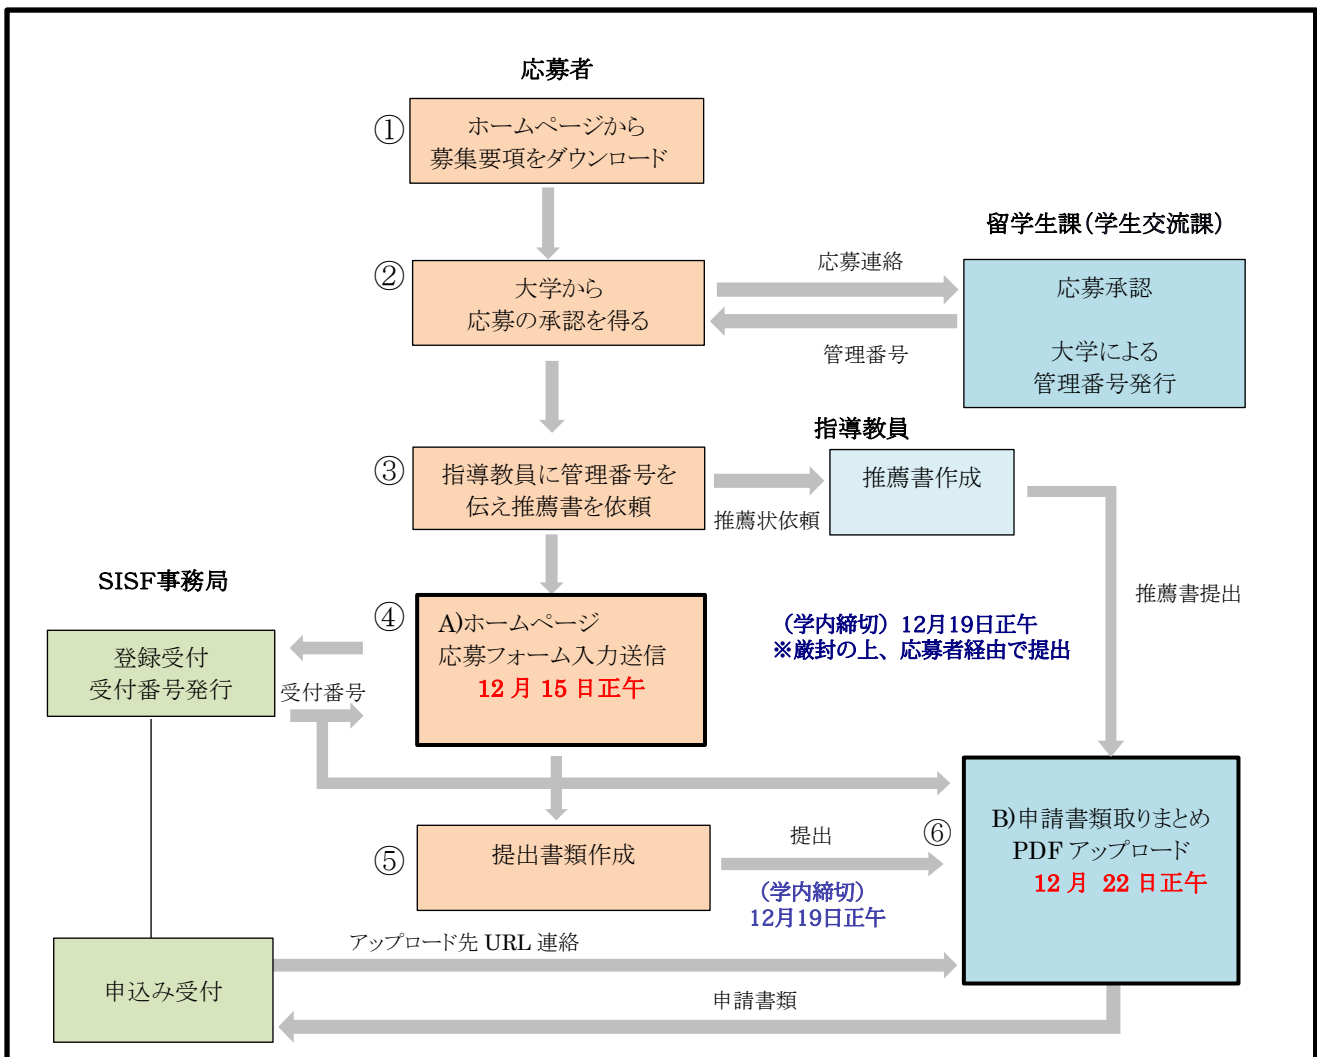 応募者
①
ホームページから
募集要項をダウンロード
留学生課(学生交流課)
②
大学から
応募の承認を得る
応募連絡
管理番号
応募承認
大学による
管理番号発行
指導教員
③
指導教員に管理番号を
伝え推薦書を依頼
推薦状依頼
推薦書作成
推薦書提出
SISF事務局
④
A)ホームページ
応募フォーム入力送信
12月15日正午
(学内締切) 12月19日正午
※厳封の上、応募者経由で提出
登録受付
受付番号発行
受付番号
⑤
提出書類作成
提出
(学内締切)
12月19日正午
⑥
B)申請書類取りまとめ
PDFアップロード
12月 22日正午
アップロード先 URL 連絡
申込み受付
申請書類